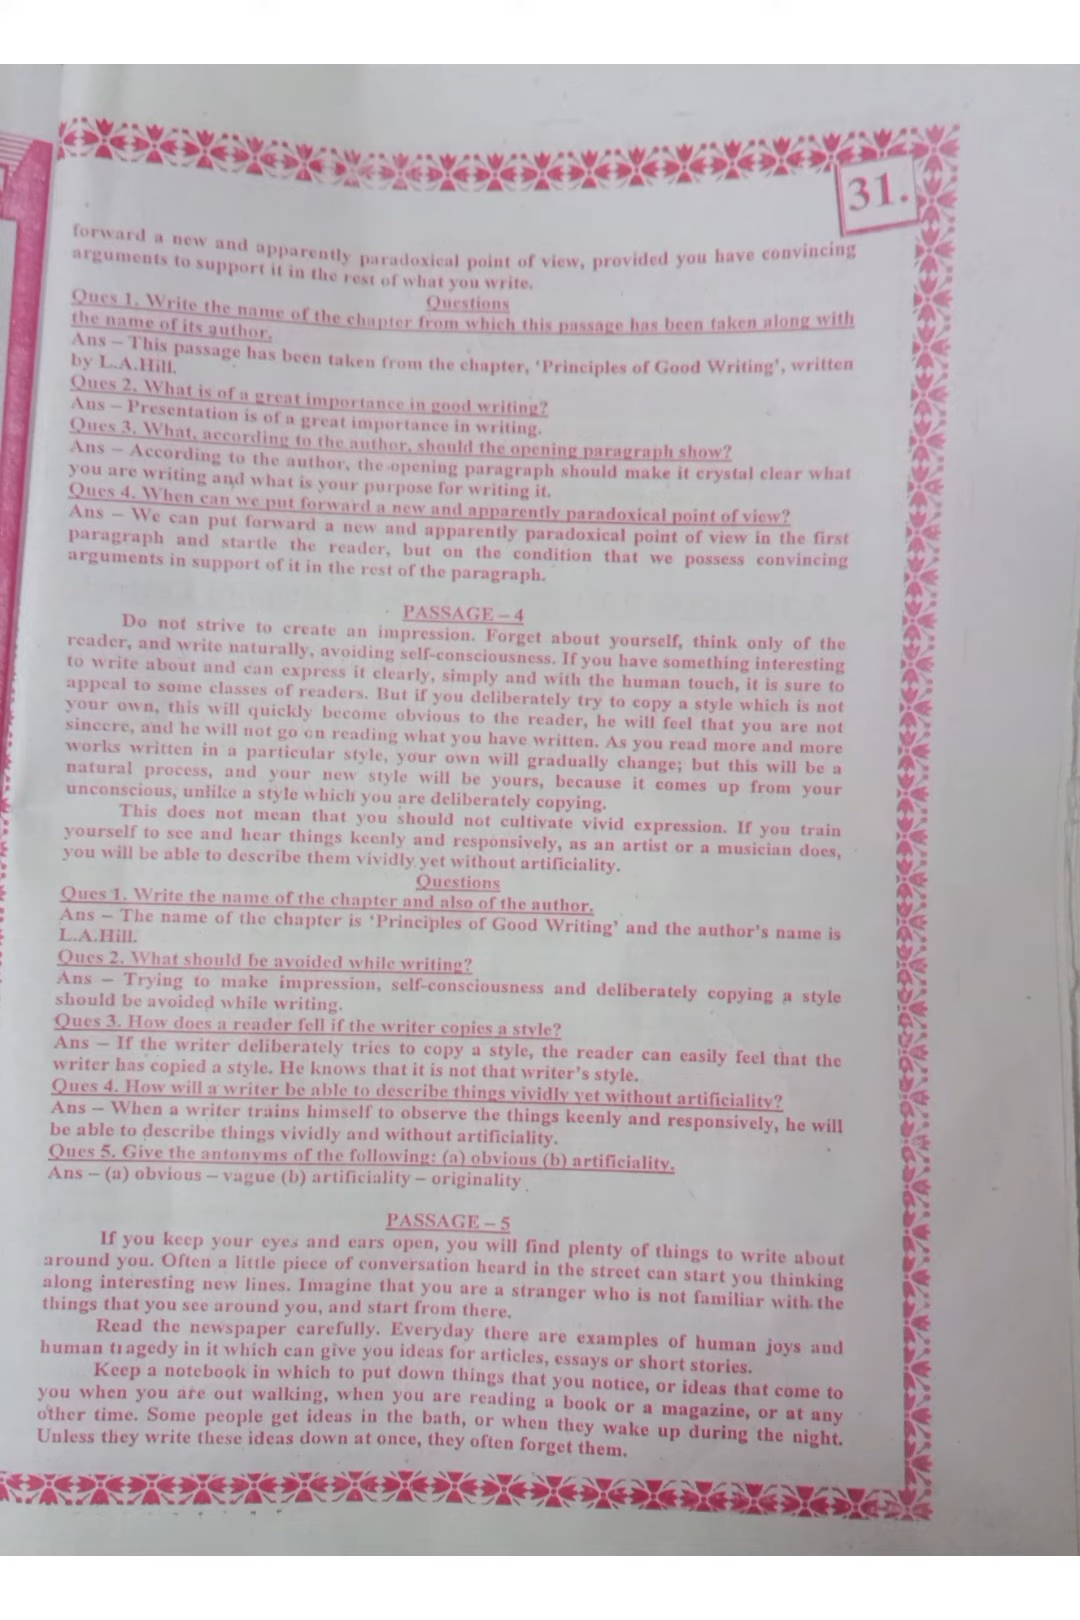 31.
forward a new and apparently paradoxical point of view, provided you have convincing
arguments to support it in the rest of what you write.
Questions
Ques 1. Write the name of the chapter from which this passage has been taken along with
the name of its author.
Ans – This passage has been taken from the chapter, ‘Principles of Good Writing’, written
by L.A.Hill.
Ques 2. What is of a great importance in good writing?
Ans – Presentation is of a great importance in writing.
Ques 3. What, according to the author, should the opening paragraph show?
Ans – According to the author, the opening paragraph should make it crystal clear what
you are writing and what is your purpose for writing it.
Ques 4. When can we put forward a new and apparently paradoxical point of view?
Ans – We can put forward a new and apparently paradoxical point of view in the first
paragraph and startle the reader, but on the condition that we possess convincing
arguments in support of it in the rest of the paragraph.
PASSAGE – 4
Do not strive to create an impression. Forget about yourself, think only of the
reader, and write naturally, avoiding self-consciousness. If you have something interesting
to write about and can express it clearly, simply and with the human touch, it is sure to
appeal to some classes of readers. But if you deliberately try to copy a style which is not
your own, this will quickly become obvious to the reader, he will feel that you are not
sincere, and he will not go on reading what you have written. As you read more and more
works written in a particular style, your own will gradually change; but this will be a
natural process, and your new style will be yours, because it comes up from your
unconscious, unlike a style which you are deliberately copying.
This does not mean that you should not cultivate vivid expression. If you train
yourself to see and hear things keenly and responsively, as an artist or a musician does,
you will be able to describe them vividly yet without artificiality.
Questions
Ques 1. Write the name of the chapter and also of the author.
Ans – The name of the chapter is ‘Principles of Good Writing’ and the author’s name is
L.A.Hill.
Ques 2. What should be avoided while writing?
Ans – Trying to make impression, self-consciousness and deliberately copying a style
should be avoided while writing.
Ques 3. How does a reader fell if the writer copies a style?
Ans – If the writer deliberately tries to copy a style, the reader can easily feel that the
writer has copied a style. He knows that it is not that writer’s style.
Ques 4. How will a writer be able to describe things vividly yet without artificiality?
Ans – When a writer trains himself to observe the things keenly and responsively, he will
be able to describe things vividly and without artificiality.
Ques 5. Give the antonyms of the following: (a) obvious (b) artificiality.
Ans – (a) obvious – vague (b) artificiality – originality
PASSAGE – 5
If you keep your eyes and ears open, you will find plenty of things to write about
around you. Often a little piece of conversation heard in the street can start you thinking
along interesting new lines. Imagine that you are a stranger who is not familiar with the
things that you see around you, and start from there.
Read the newspaper carefully. Everyday there are examples of human joys and
human tragedy in it which can give you ideas for articles, essays or short stories.
Keep a notebook in which to put down things that you notice, or ideas that come to
you when you are out walking, when you are reading a book or a magazine, or at any
other time. Some people get ideas in the bath, or when they wake up during the night.
Unless they write these ideas down at once, they often forget them.